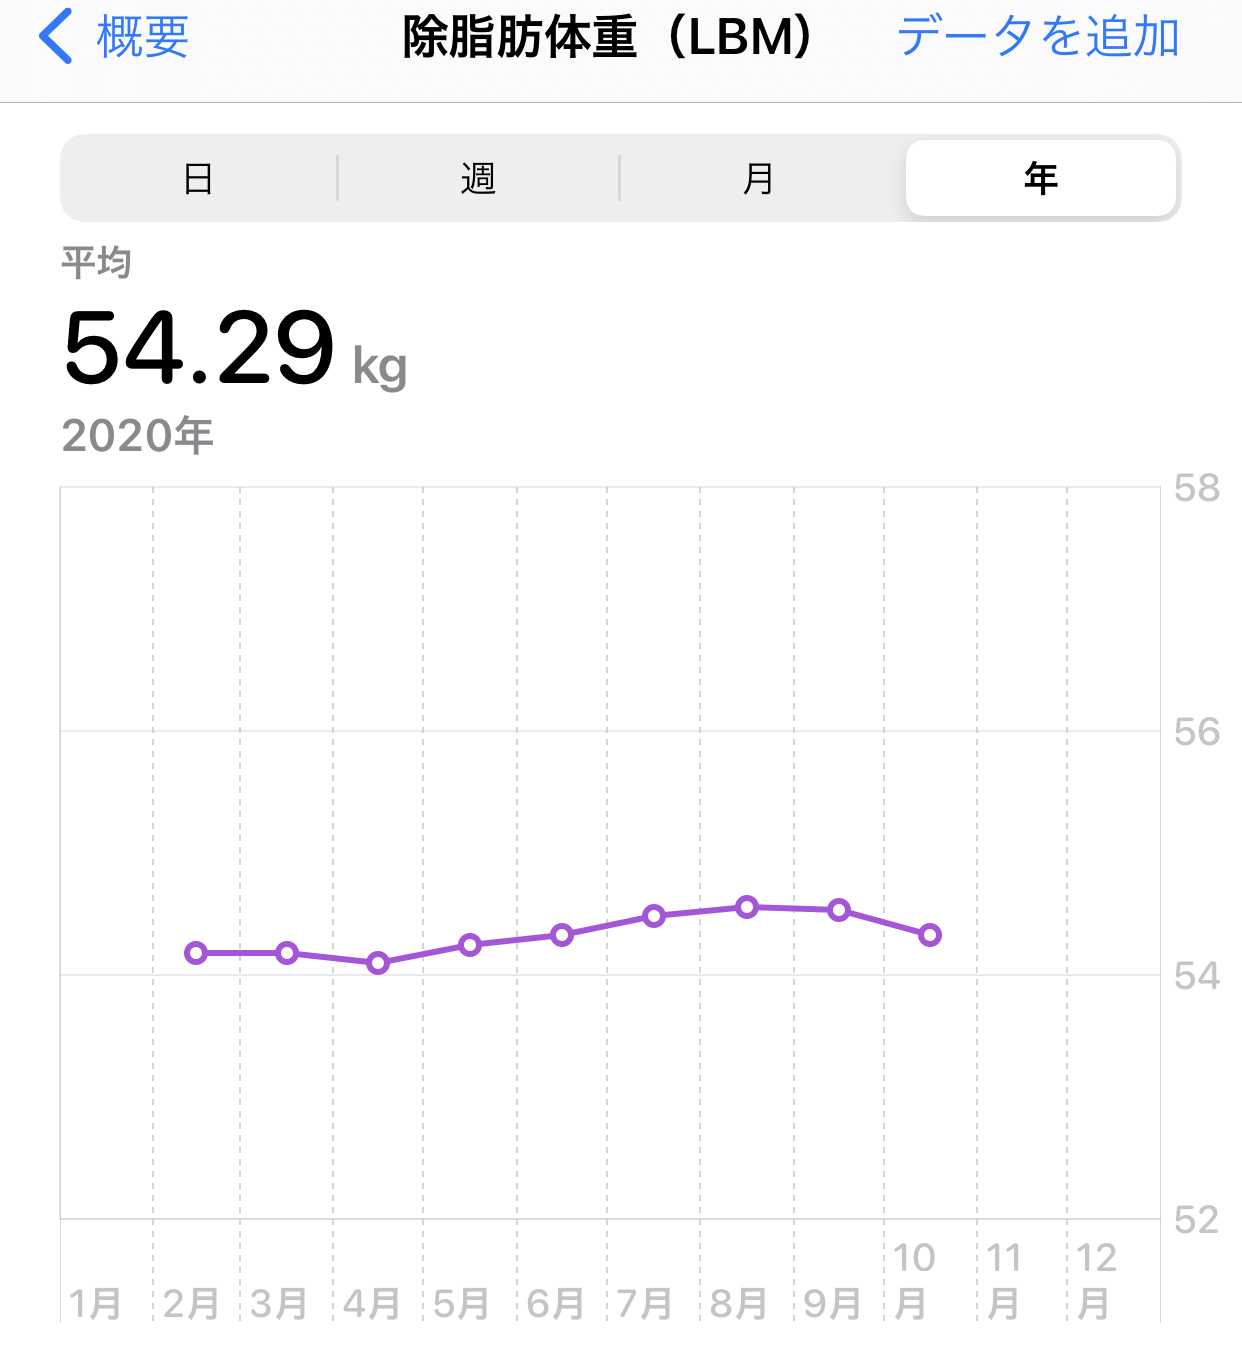 概要 除脂肪体重（LBM） データを追加
日 週 月 年
平均
54.29 kg
2020年
58
56
54
52
1月 2月 3月 4月 5月 6月 7月 8月 9月 10月 11月 12月